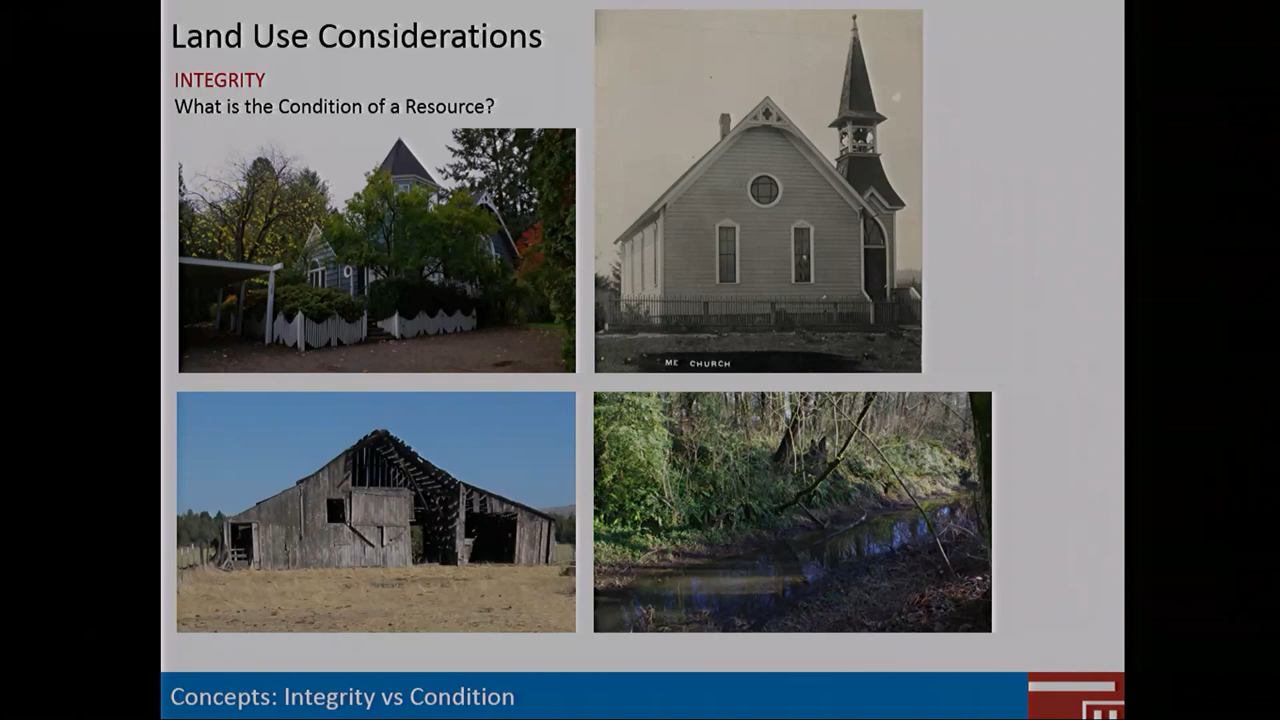 Land Use Considerations
INTEGRITY
What is the Condition of a Resource?
ME CHURCH
Concepts: Integrity vs Condition